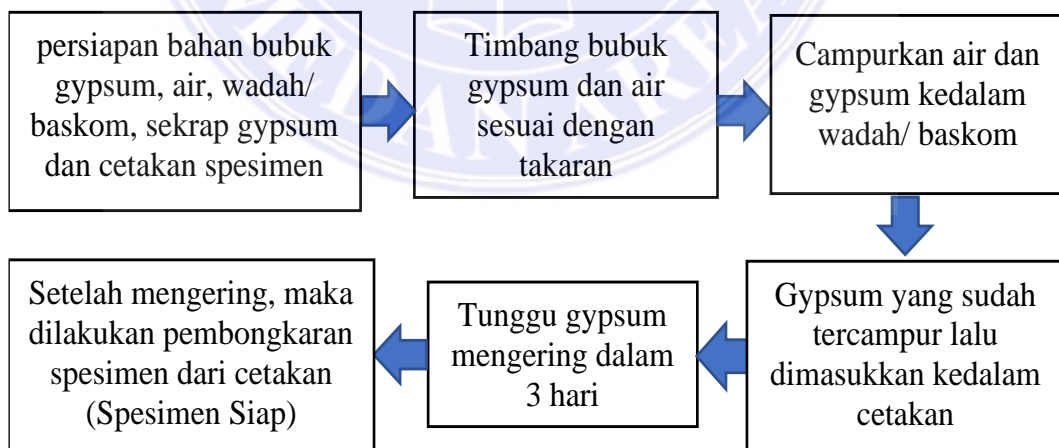 persiapan bahan bubuk
gypsum, air, wadah/
baskom, sekrap gypsum
dan cetakan spesimen
Timbang bubuk
gypsum dan air
sesuai dengan
takaran
Campurkan air dan
gypsum kedalam
wadah/ baskom
Gypsum yang sudah
tercampur lalu
dimasukkan kedalam
cetakan
Tunggu gypsum
mengering dalam
3 hari
Setelah mengering, maka
dilakukan pembongkaran
spesimen dari cetakan
(Spesimen Siap)
MEDAN AREA